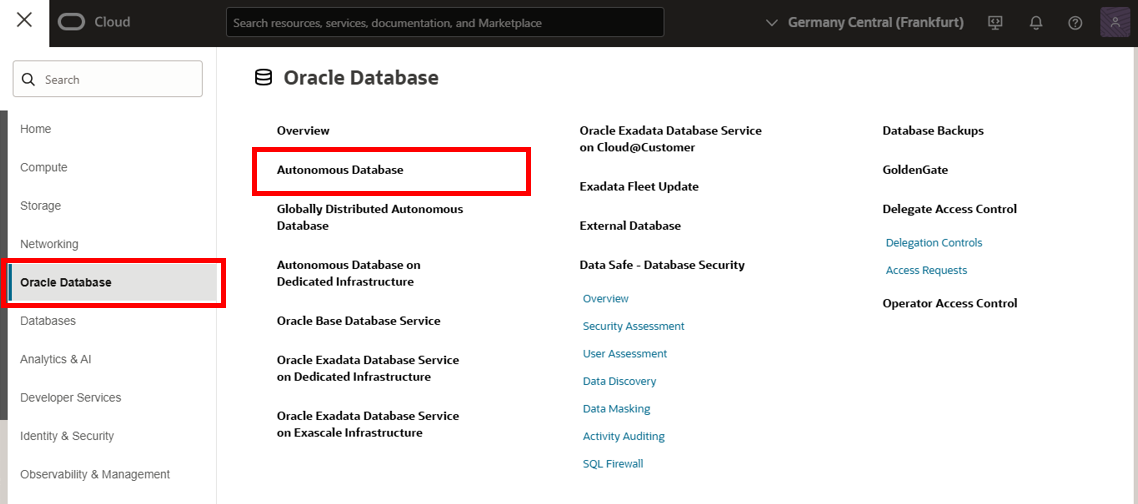 Cloud
Search resources, services, documentation, and Marketplace
Germany Central (Frankfurt)
Search
Home
Compute
Storage
Networking
Oracle Database
Databases
Analytics & AI
Developer Services
Identity & Security
Observability & Management
Oracle Database
Overview
Autonomous Database
Globally Distributed Autonomous
Database
Autonomous Database on
Dedicated Infrastructure
Oracle Base Database Service
Oracle Exadata Database Service
on Dedicated Infrastructure
Oracle Exadata Database Service
on Exascale Infrastructure
Oracle Exadata Database Service
on Cloud@Customer
Exadata Fleet Update
External Database
Data Safe - Database Security
Overview
Security Assessment
User Assessment
Data Discovery
Data Masking
Activity Auditing
SQL Firewall
Database Backups
GoldenGate
Delegate Access Control
Delegation Controls
Access Requests
Operator Access Control